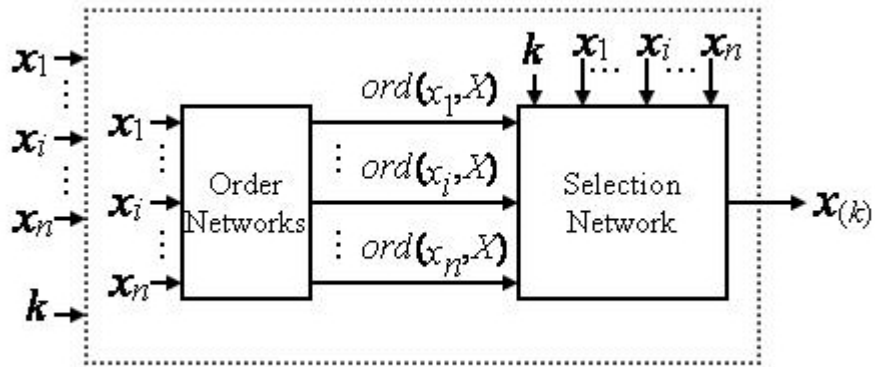 x1
⋮
xi
⋮
xn
k
x1
⋮
xi
⋮
xn
Order
Networks
ord(x1,X)
⋮
ord(xi,X)
⋮
ord(xn,X)
k x1 ... xi ... xn
Selection
Network
x(k)